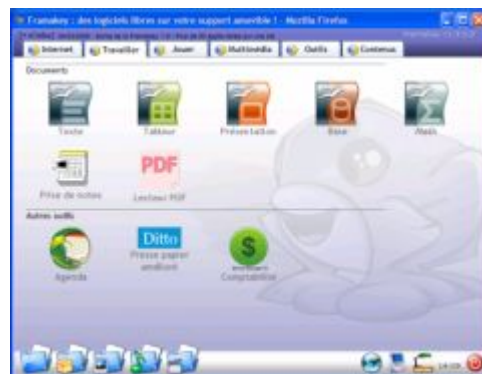 Framakey : des logiciels libres sur votre support amovible ! - Mozilla Firefox
Internet Travailler Jouer Multimédia Outils Contenus
Documents
Texte Tableur Présentation Base Math
PDF
Prise de notes Lecteur PDF
Autres outils
Ditto
$
Agenda Presse papier amélioré Comptabilité